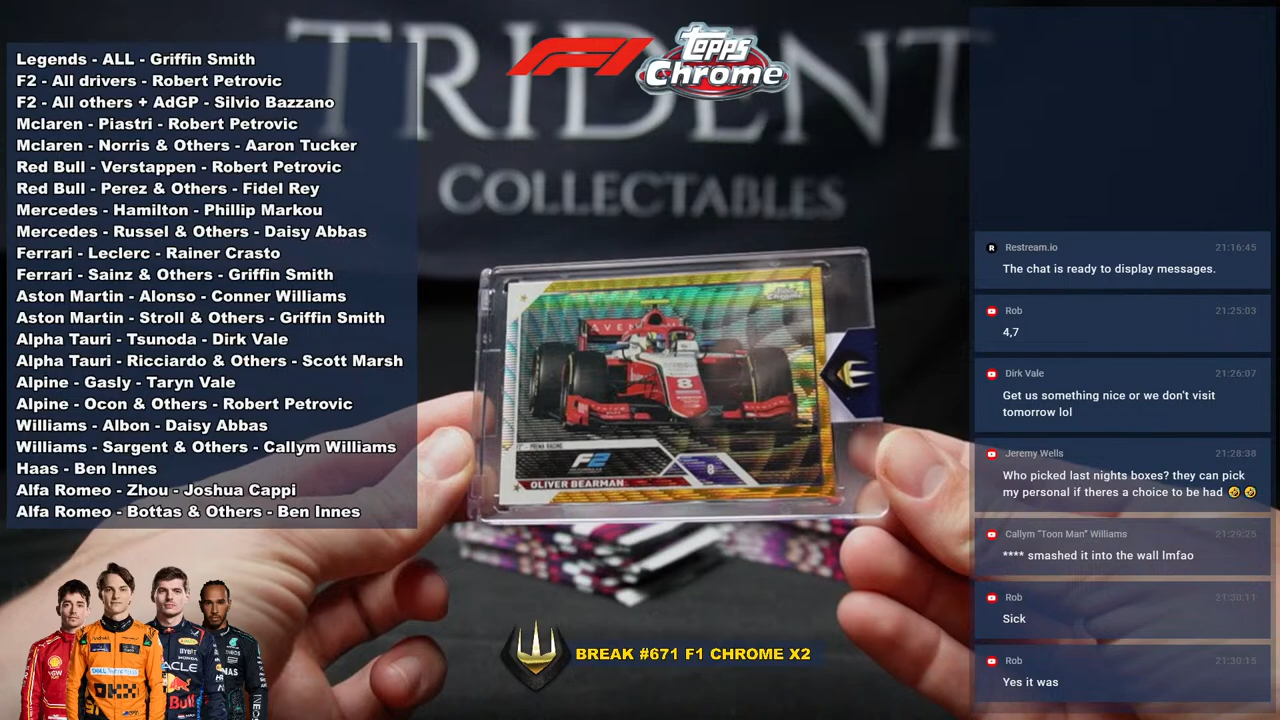 TRIDENT
COLLECTABLES
F1
TOPPS
Chrome
Legends - ALL - Griffin Smith
F2 - All drivers - Robert Petrovic
F2 - All others + AdGP - Silvio Bazzano
Mclaren - Piastri - Robert Petrovic
Mclaren - Norris & Others - Aaron Tucker
Red Bull - Verstappen - Robert Petrovic
Red Bull - Perez & Others - Fidel Rey
Mercedes - Hamilton - Phillip Markou
Mercedes - Russel & Others - Daisy Abbas
Ferrari - Leclerc - Rainer Crasto
Ferrari - Sainz & Others - Griffin Smith
Aston Martin - Alonso - Conner Williams
Aston Martin - Stroll & Others - Griffin Smith
Alpha Tauri - Tsunoda - Dirk Vale
Alpha Tauri - Ricciardo & Others - Scott Marsh
Alpine - Gasly - Taryn Vale
Alpine - Ocon & Others - Robert Petrovic
Williams - Albon - Daisy Abbas
Williams - Sargent & Others - Callym Williams
Haas - Ben Innes
Alfa Romeo - Zhou - Joshua Cappi
Alfa Romeo - Bottas & Others - Ben Innes
8
PREMA RACING
F2
8
OLIVER BEARMAN
BREAK #671 F1 CHROME X2
Restream.io 21:16:45
The chat is ready to display messages.
Rob 21:25:03
4,7
Dirk Vale 21:26:07
Get us something nice or we don't visit
tomorrow lol
Jeremy Wells 21:28:38
Who picked last nights boxes? they can pick
my personal if theres a choice to be had 🤣 🤣
Callym "Toon Man" Williams 21:29:25
**** smashed it into the wall lmfao
Rob 21:30:11
Sick
Rob 21:30:15
Yes it was